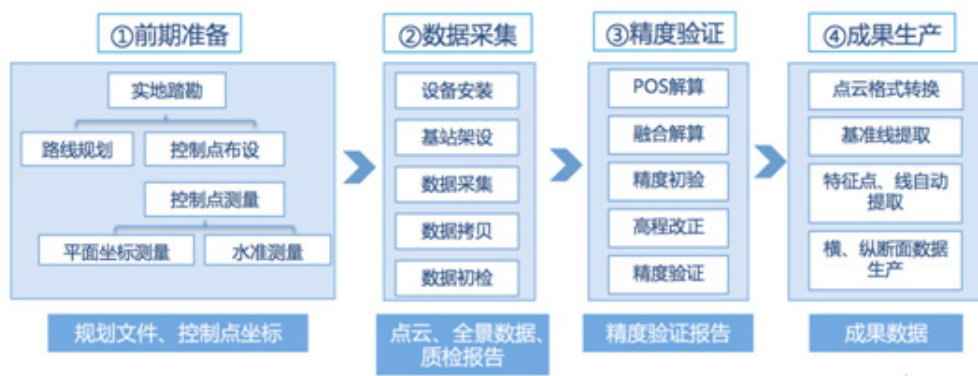 ①前期准备
实地踏勘
路线规划
控制点布设
控制点测量
平面坐标测量
水准测量
规划文件、控制点坐标
②数据采集
设备安装
基站架设
数据采集
数据拷贝
数据初检
点云、全景数据、
质检报告
③精度验证
POS解算
融合解算
精度初验
高程改正
精度验证
精度验证报告
④成果生产
点云格式转换
基准线提取
特征点、线自动
提取
横、纵断面数据
生产
成果数据